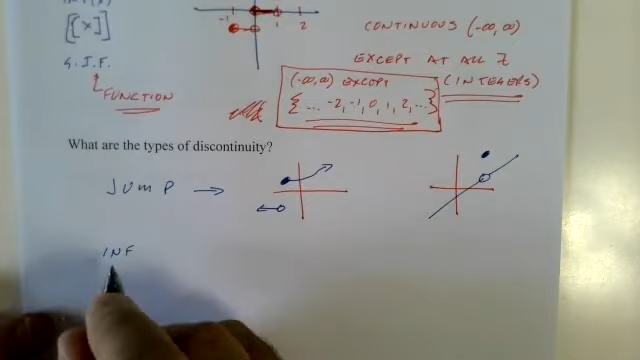 [[x]]
-1 1 2
CONTINUOUS (-∞, ∞)
G.I.F.
EXCEPT AT ALL Z
FUNCTION
(-∞, ∞) EXCEPT
(INTEGERS)
{... -2, -1, 0, 1, 2, ...}
What are the types of discontinuity?
JUMP →
INF